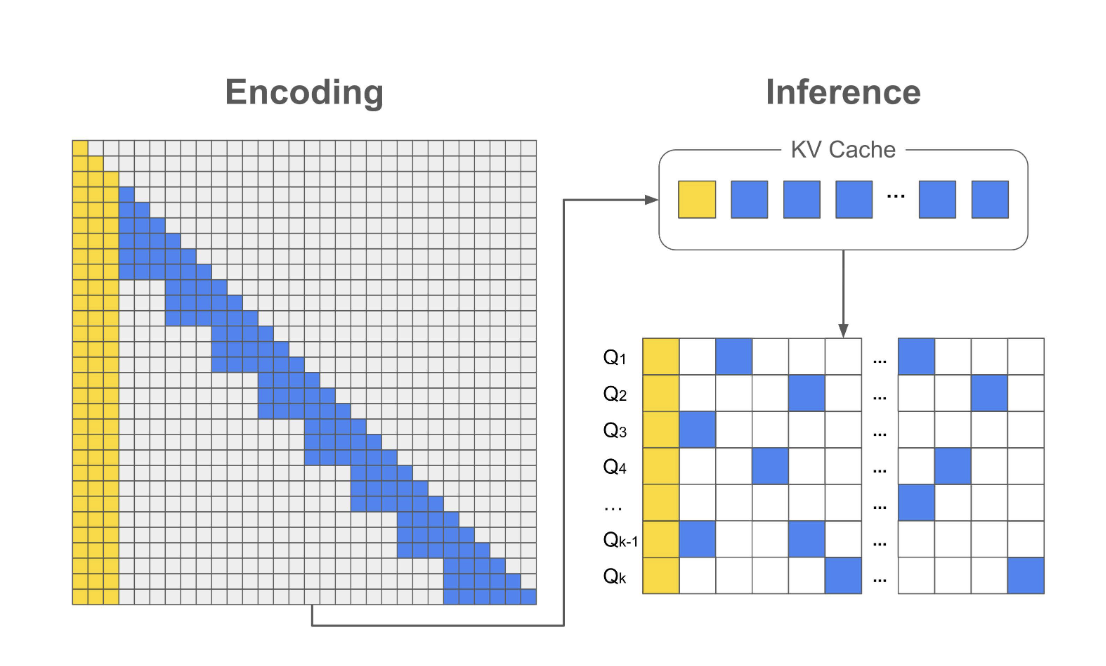 Encoding
Inference
KV Cache
...
Q1
...
Q2
...
Q3
...
Q4
...
...
...
Qk-1
...
Qk
...